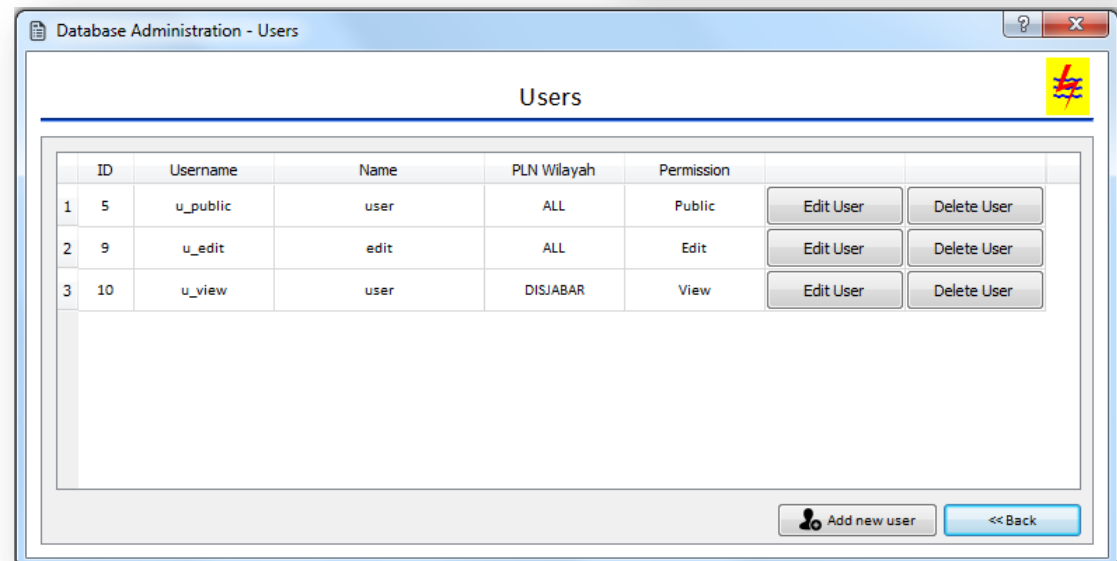 Database Administration - Users
Users
ID Username Name PLN Wilayah Permission
1 5 u_public user ALL Public Edit User Delete User
2 9 u_edit edit ALL Edit Edit User Delete User
3 10 u_view user DISJABAR View Edit User Delete User
Add new user << Back